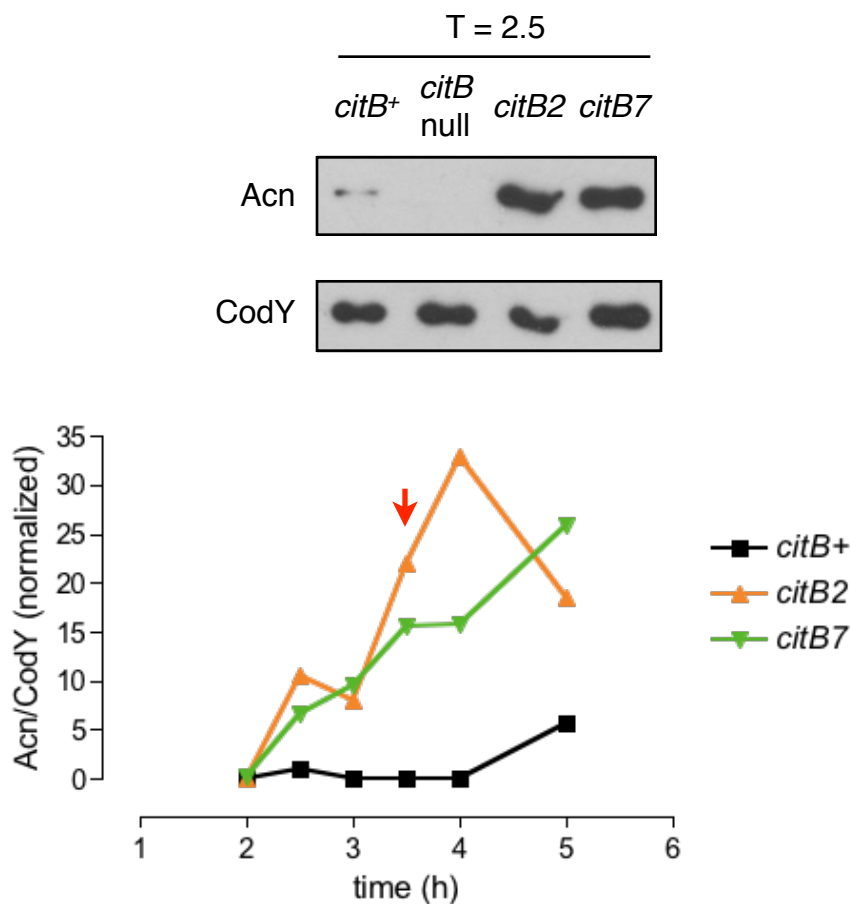 T = 2.5
citB+ citB null citB2 citB7
Acn
CodY
Acn/CodY (normalized)
35
30
25
20
15
10
5
0
1 2 3 4 5 6
time (h)
citB+
citB2
citB7